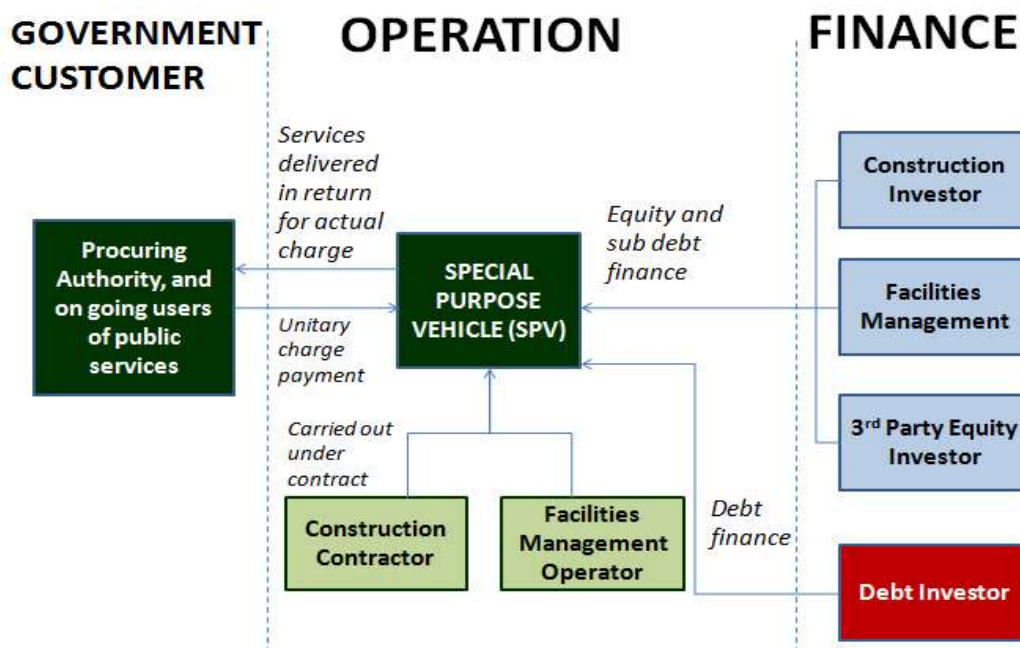 GOVERNMENT
CUSTOMER
OPERATION
FINANCE
Services
delivered
in return
for actual
charge
Equity and
sub debt
finance
Construction
Investor
Procuring
Authority, and
on going users
of public
services
SPECIAL
PURPOSE
VEHICLE (SPV)
Facilities
Management
Unitary
charge
payment
Carried out
under
contract
3rd Party Equity
Investor
Construction
Contractor
Facilities
Management
Operator
Debt
finance
Debt Investor